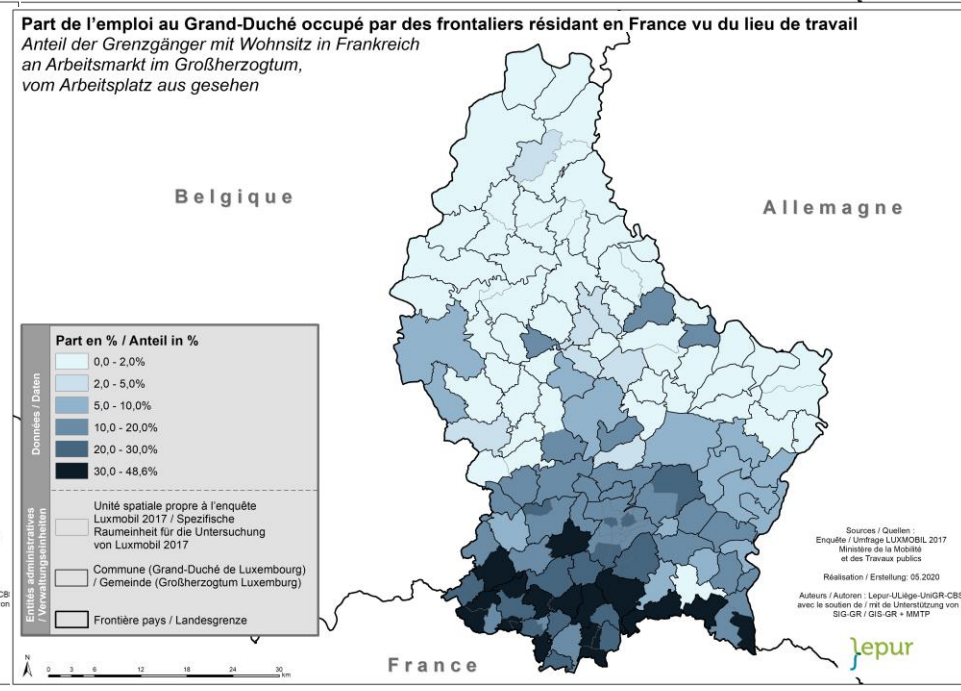 Part de l'emploi au Grand-Duché occupé par des frontaliers résidant en France vu du lieu de travail
Anteil der Grenzgänger mit Wohnsitz in Frankreich
an Arbeitsmarkt im Großherzogtum,
vom Arbeitsplatz aus gesehen
Belgique
Allemagne
France
Données / Daten
Part en % / Anteil in %
0,0 - 2,0%
2,0 - 5,0%
5,0 - 10,0%
10,0 - 20,0%
20,0 - 30,0%
30,0 - 48,6%
Entités administratives
/ Verwaltungseinheiten
Unité spatiale propre à l'enquête
Luxmobil 2017 / Spezifische
Raumeinheit für die Untersuchung
von Luxmobil 2017
Commune (Grand-Duché de Luxembourg)
/ Gemeinde (Großherzogtum Luxemburg)
Frontière pays / Landesgrenze
N
0 3 6 12 18 24 30
km
Sources / Quellen :
Enquête / Umfrage LUXMOBIL 2017
Ministère de la Mobilité
et des Travaux publics
Réalisation / Erstellung: 05.2020
Auteurs / Autoren : Lepur-ULiège-UniGR-CBS
avec le soutien de / mit de Unterstützung von
SIG-GR / GIS-GR + MMTP
lepur